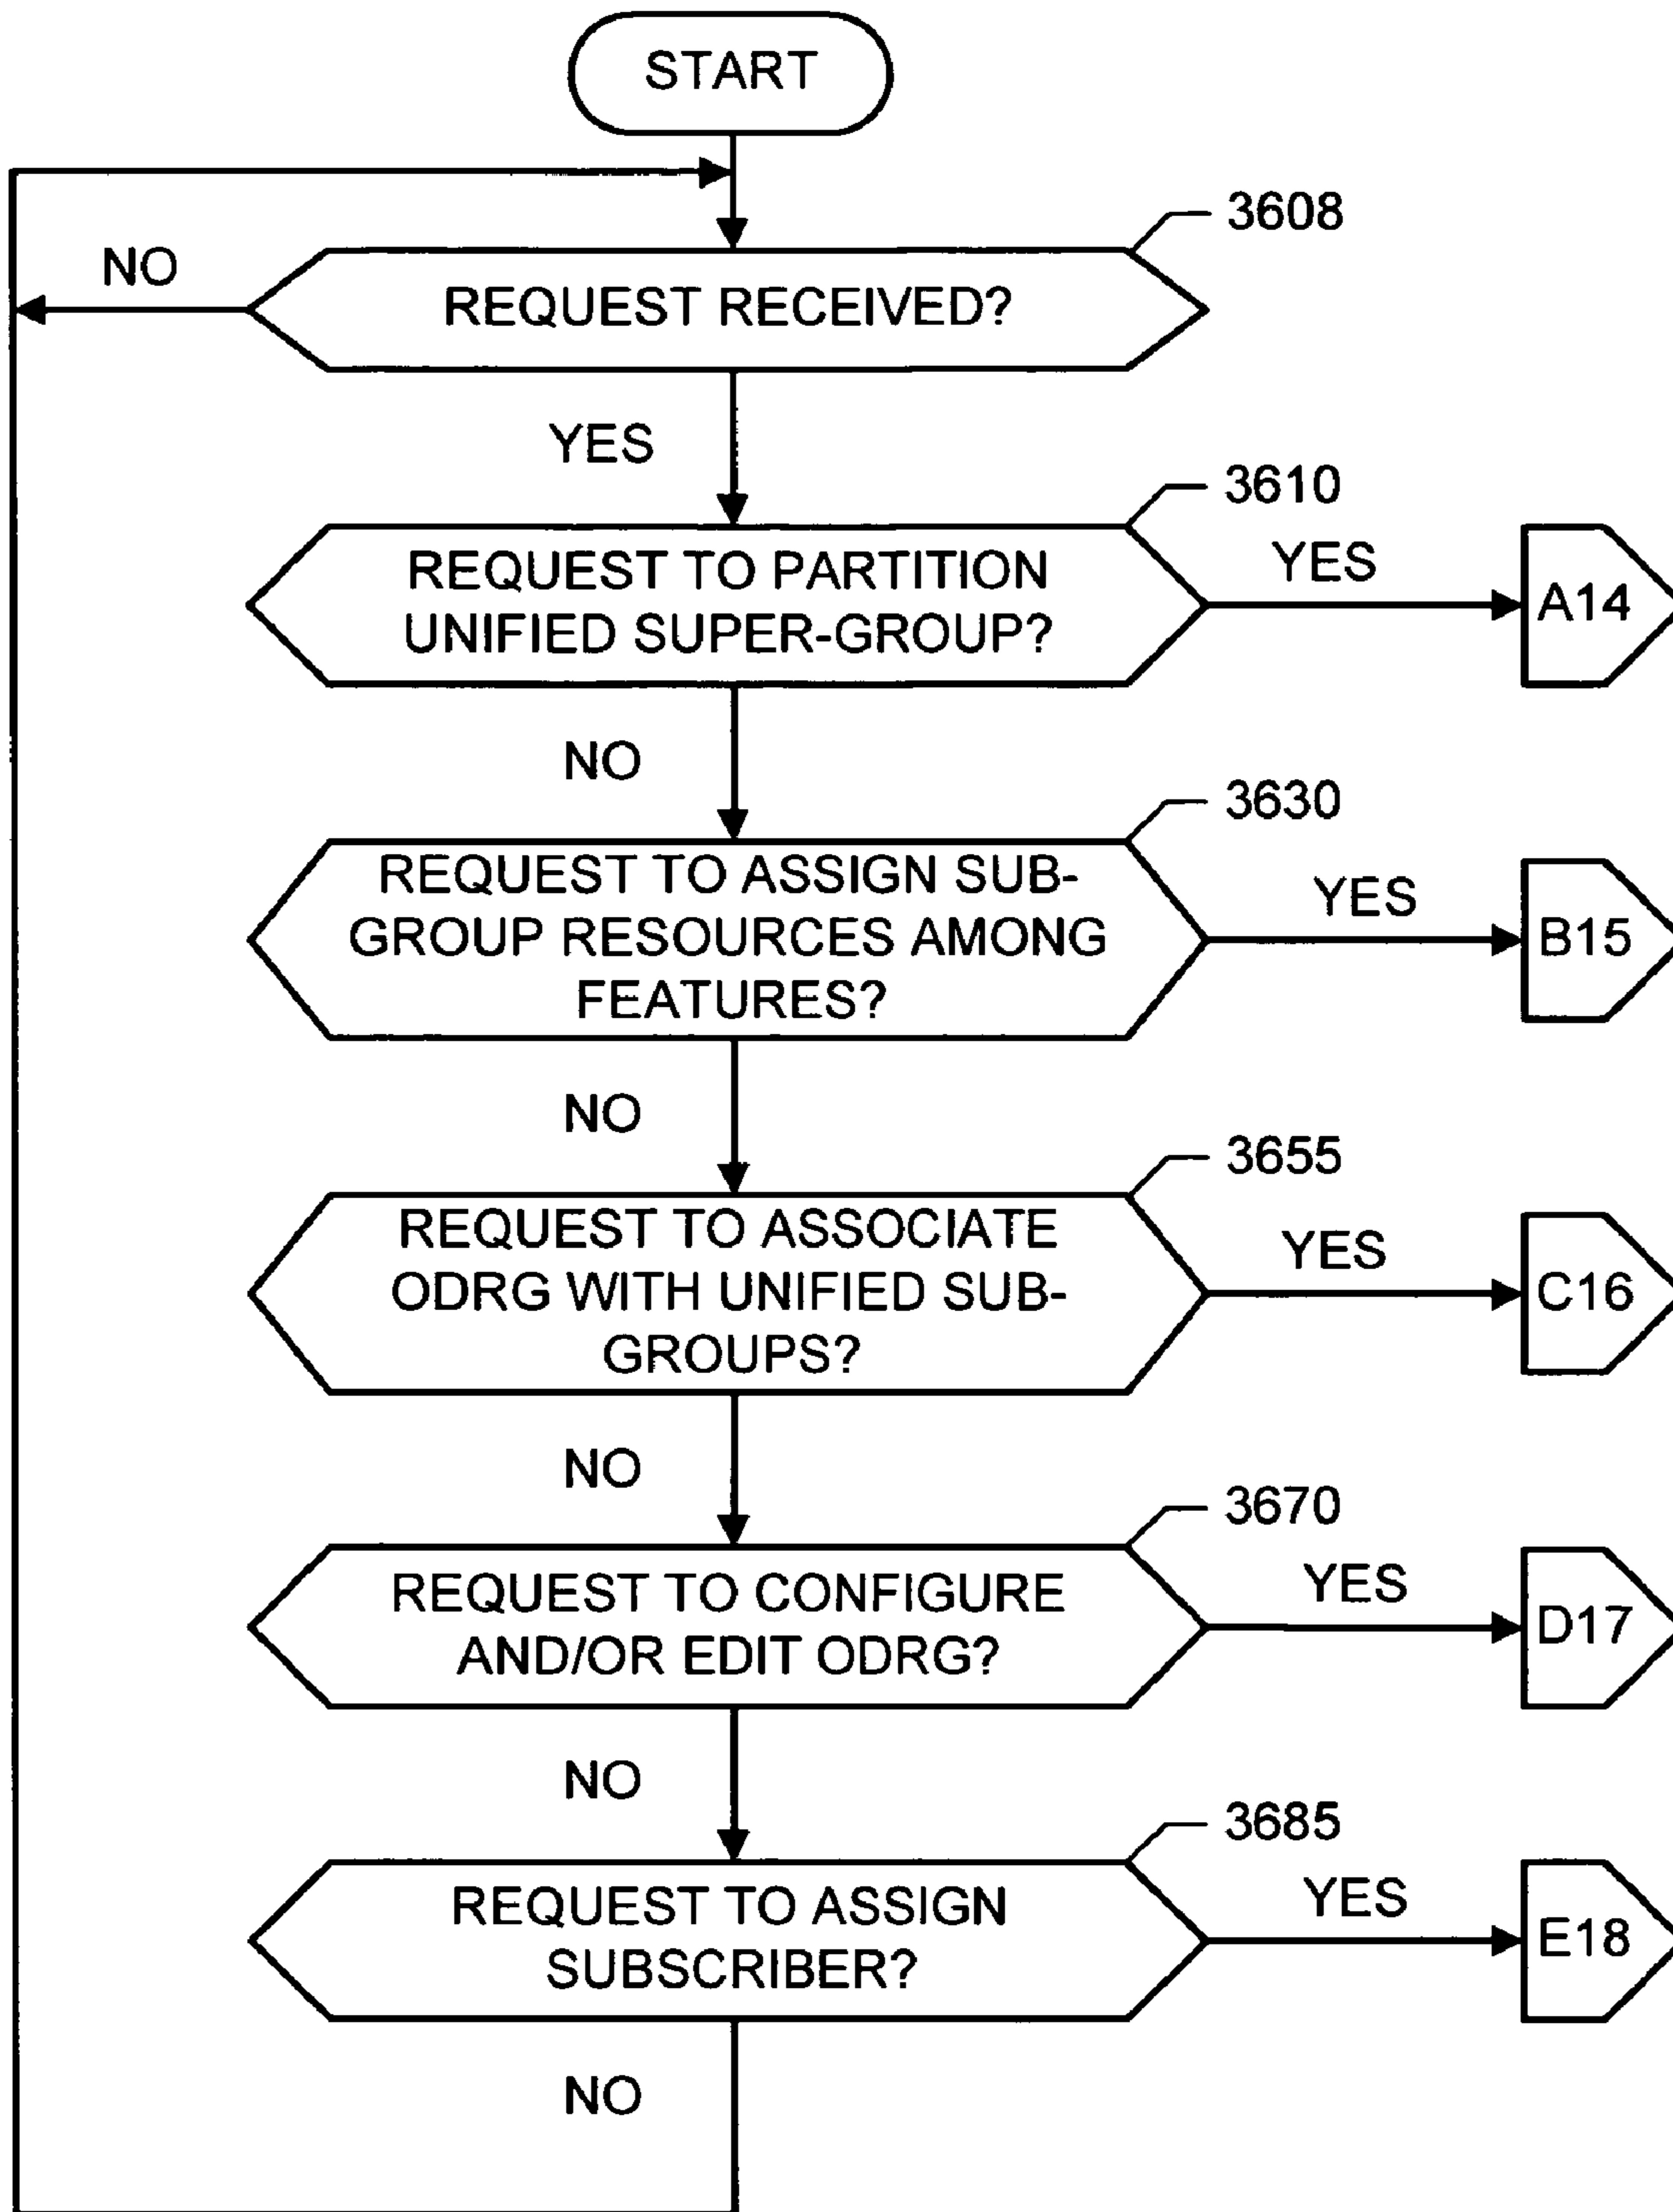 START
3608
NO
REQUEST RECEIVED?
YES
3610
REQUEST TO PARTITION
UNIFIED SUPER-GROUP?
YES
A14
NO
3630
REQUEST TO ASSIGN SUB-
GROUP RESOURCES AMONG
FEATURES?
YES
B15
NO
3655
REQUEST TO ASSOCIATE
ODRG WITH UNIFIED SUB-
GROUPS?
YES
C16
NO
3670
REQUEST TO CONFIGURE
AND/OR EDIT ODRG?
YES
D17
NO
3685
REQUEST TO ASSIGN
SUBSCRIBER?
YES
E18
NO